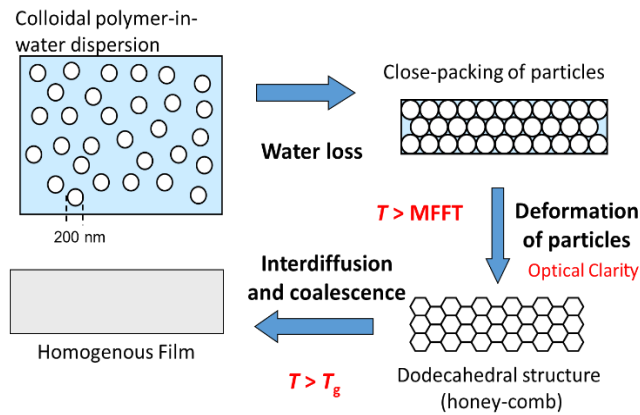 Colloidal polymer-in-
water dispersion
200 nm
Water loss
Close-packing of particles
T > MFFT
Deformation
of particles
Optical Clarity
Dodecahedral structure
(honey-comb)
Interdiffusion
and coalescence
T > Tg
Homogenous Film